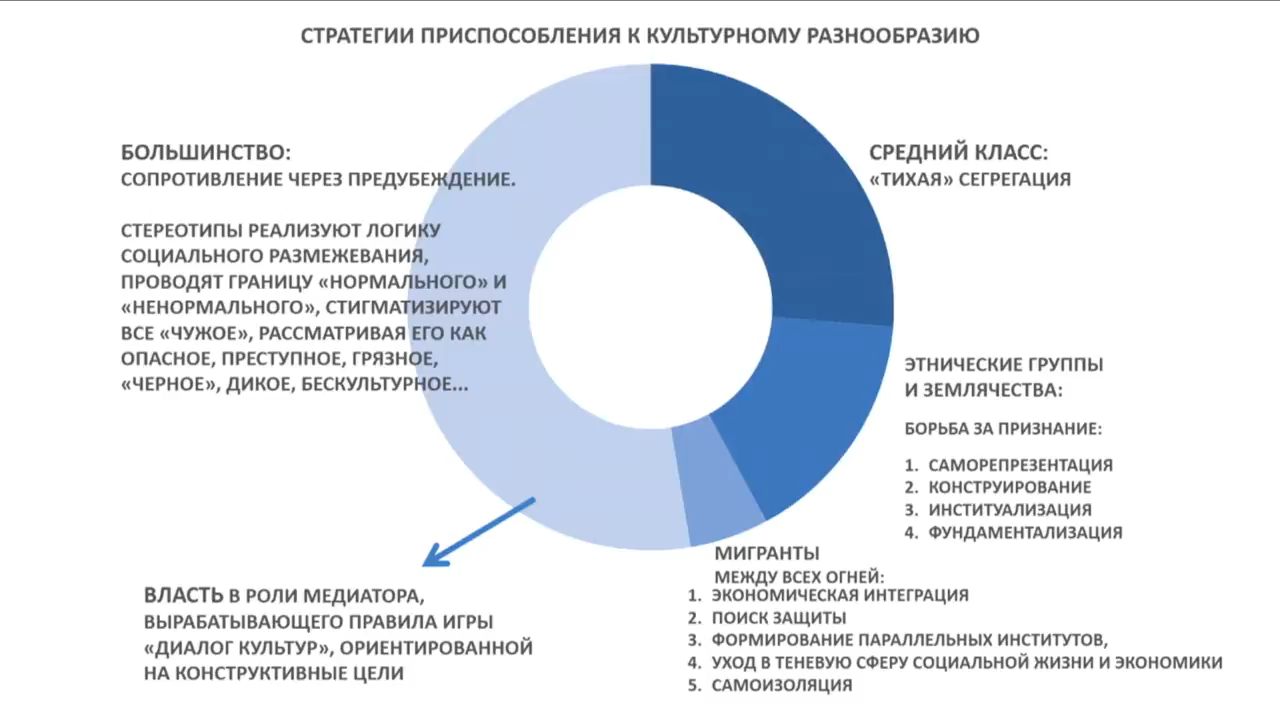 СТРАТЕГИИ ПРИСПОСОБЛЕНИЯ К КУЛЬТУРНОМУ РАЗНООБРАЗИЮ
БОЛЬШИНСТВО:
СОПРОТИВЛЕНИЕ ЧЕРЕЗ ПРЕДУБЕЖДЕНИЕ.
СТЕРЕОТИПЫ РЕАЛИЗУЮТ ЛОГИКУ
СОЦИАЛЬНОГО РАЗМЕЖЕВАНИЯ,
ПРОВОДЯТ ГРАНИЦУ «НОРМАЛЬНОГО» И
«НЕНОРМАЛЬНОГО», СТИГМАТИЗИРУЮТ
ВСЕ «ЧУЖОЕ», РАССМАТРИВАЯ ЕГО КАК
ОПАСНОЕ, ПРЕСТУПНОЕ, ГРЯЗНОЕ,
«ЧЕРНОЕ», ДИКОЕ, БЕСКУЛЬТУРНОЕ...
СРЕДНИЙ КЛАСС:
«ТИХАЯ» СЕГРЕГАЦИЯ
ЭТНИЧЕСКИЕ ГРУППЫ
И ЗЕМЛЯЧЕСТВА:
БОРЬБА ЗА ПРИЗНАНИЕ:
1. САМОРЕПРЕЗЕНТАЦИЯ
2. КОНСТРУИРОВАНИЕ
3. ИНСТИТУАЛИЗАЦИЯ
4. ФУНДАМЕНТАЛИЗАЦИЯ
ВЛАСТЬ В РОЛИ МЕДИАТОРА,
ВЫРАБАТЫВАЮЩЕГО ПРАВИЛА ИГРЫ
«ДИАЛОГ КУЛЬТУР», ОРИЕНТИРОВАННОЙ
НА КОНСТРУКТИВНЫЕ ЦЕЛИ
МИГРАНТЫ
МЕЖДУ ВСЕХ ОГНЕЙ:
1. ЭКОНОМИЧЕСКАЯ ИНТЕГРАЦИЯ
2. ПОИСК ЗАЩИТЫ
3. ФОРМИРОВАНИЕ ПАРАЛЛЕЛЬНЫХ ИНСТИТУТОВ,
4. УХОД В ТЕНЕВУЮ СФЕРУ СОЦИАЛЬНОЙ ЖИЗНИ И ЭКОНОМИКИ
5. САМОИЗОЛЯЦИЯ